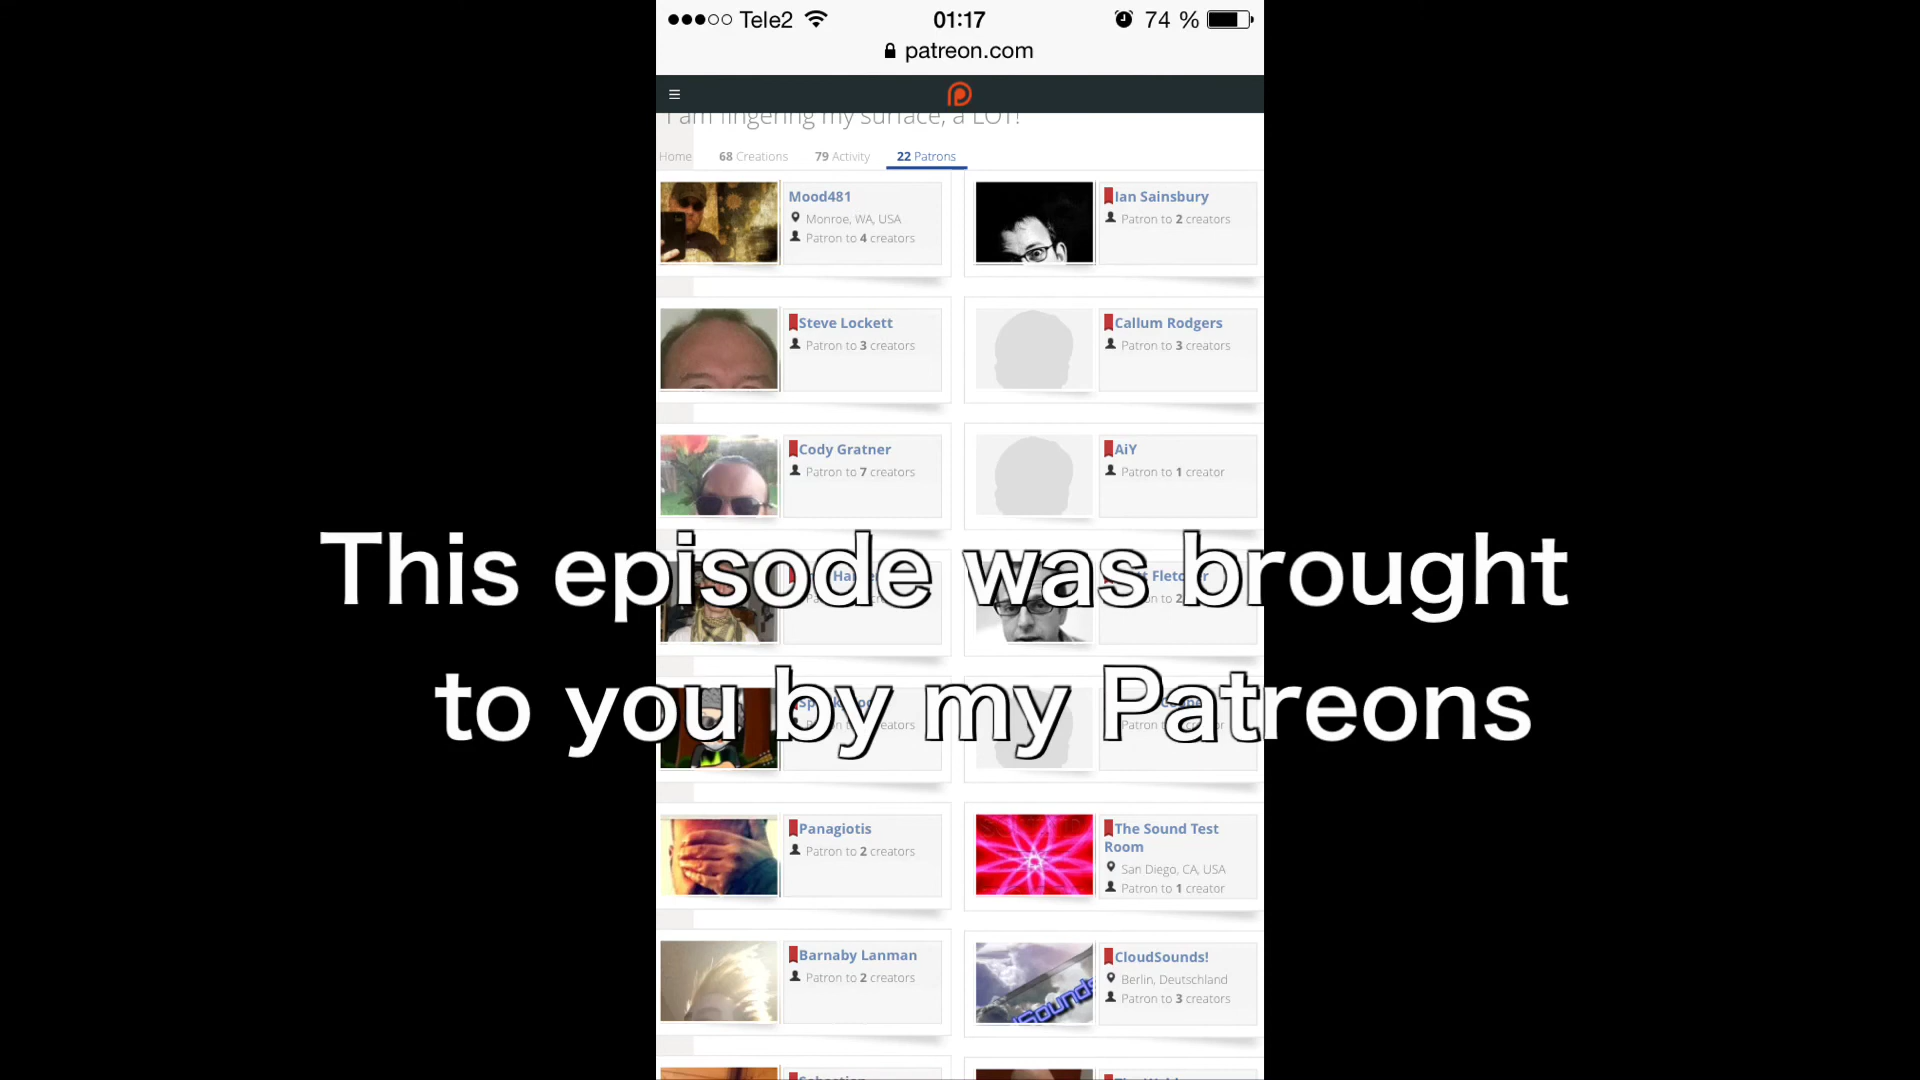 Tele2 01:17 74 %
patreon.com
I am fingering my surface, a LOT!
Home 68 Creations 79 Activity 22 Patrons
Mood481
Monroe, WA, USA
Patron to 4 creators
Ian Sainsbury
Patron to 2 creators
Steve Lockett
Patron to 3 creators
Callum Rodgers
Patron to 3 creators
Cody Gratner
Patron to 7 creators
AiY
Patron to 1 creator
This episode was brought
to you by my Patreons
Panagiotis
Patron to 2 creators
The Sound Test
Room
San Diego, CA, USA
Patron to 1 creator
Barnaby Lanman
Patron to 2 creators
CloudSounds!
Berlin, Deutschland
Patron to 3 creators